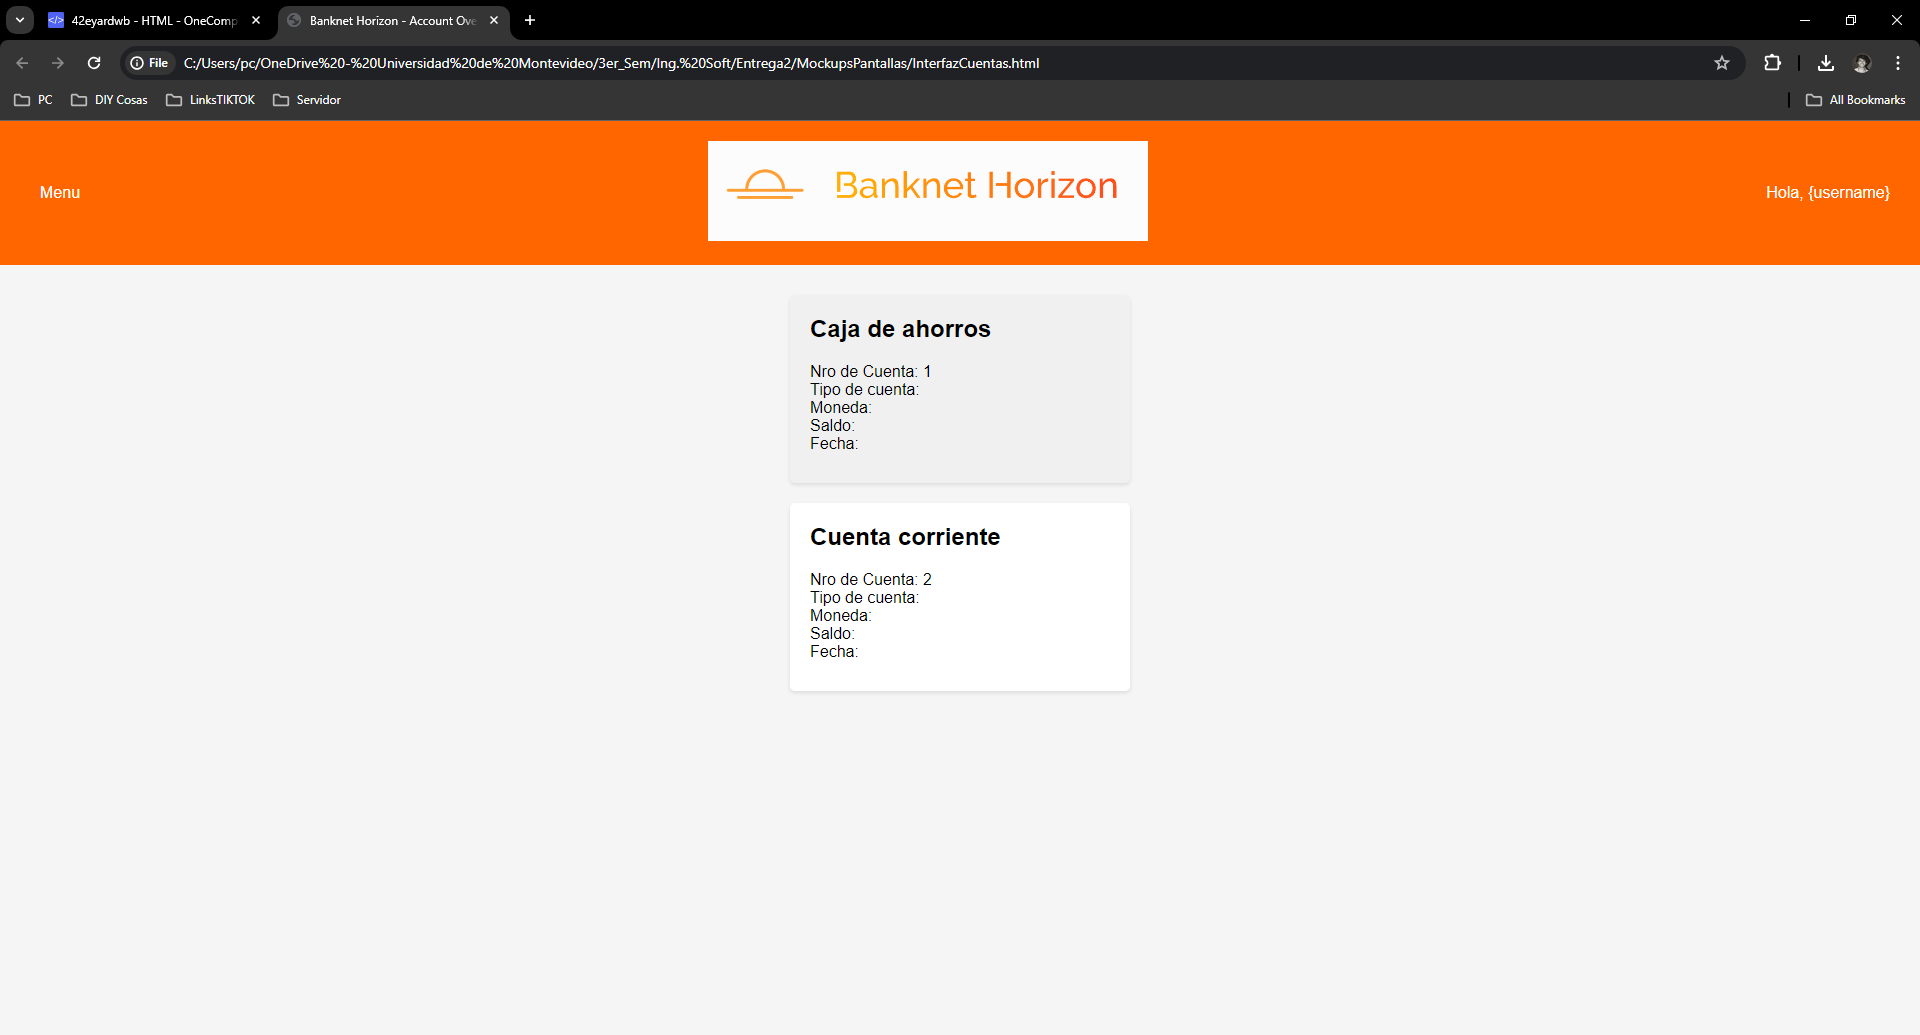 42eyardwb - HTML - OneComp
Banknet Horizon - Account Ove
File
C:/Users/pc/OneDrive%20-%20Universidad%20de%20Montevideo/3er_Sem/Ing.%20Soft/Entrega2/MockupsPantallas/InterfazCuentas.html
PC
DIY Cosas
LinksTIKTOK
Servidor
All Bookmarks
Menu
Banknet Horizon
Hola, {username}
Caja de ahorros
Nro de Cuenta: 1
Tipo de cuenta:
Moneda:
Saldo:
Fecha:
Cuenta corriente
Nro de Cuenta: 2
Tipo de cuenta:
Moneda:
Saldo:
Fecha: